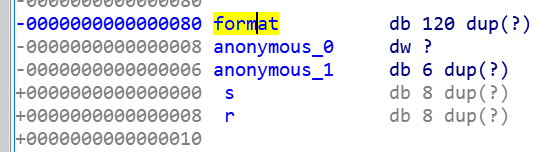 -0000000000000080 format db 120 dup(?)
-0000000000000008 anonymous_0 dw ?
-0000000000000006 anonymous_1 db 6 dup(?)
+0000000000000000 s db 8 dup(?)
+0000000000000008 r db 8 dup(?)
+0000000000000010